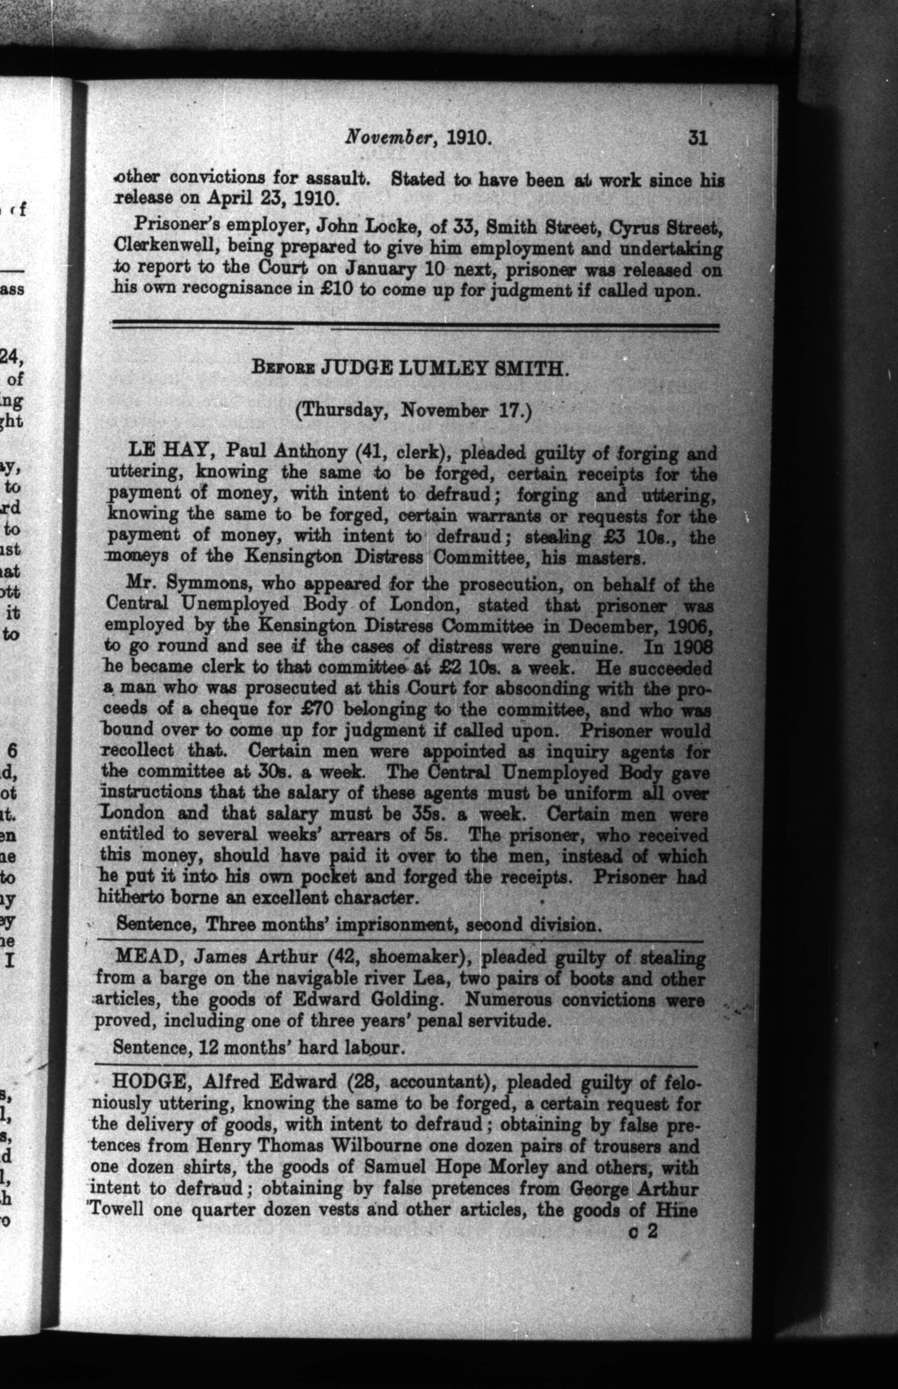 November, 1910. 31
other convictions for assault. Stated to have been at work since his
release on April 23, 1910.
Prisoner's employer, John Locke, of 33, Smith Street, Cyrus Street,
Clerkenwell, being prepared to give him employment and undertaking
to report to the Court on January 10 next, prisoner was released on
his own recognisance in £10 to come up for judgment if called upon.
BEFORE JUDGE LUMLEY SMITH.
(Thursday, November 17.)
LE HAY, Paul Anthony (41, clerk), pleaded guilty of forging and
uttering, knowing the same to be forged, certain receipts for the
payment of money, with intent to defraud; forging and uttering,
knowing the same to be forged, certain warrants or requests for the
payment of money, with intent to defraud; stealing £3 10s., the
moneys of the Kensington Distress Committee, his masters.
Mr. Symmons, who appeared for the prosecution, on behalf of the
Central Unemployed Body of London, stated that prisoner was
employed by the Kensington Distress Committee in December, 1906,
to go round and see if the cases of distress were genuine. In 1908
he became clerk to that committee at £2 10s. a week. He succeeded
a man who was prosecuted at this Court for absconding with the pro-
ceeds of a cheque for £70 belonging to the committee, and who was
bound over to come up for judgment if called upon. Prisoner would
recollect that. Certain men were appointed as inquiry agents for
the committee at 30s. a week. The Central Unemployed Body gave
instructions that the salary of these agents must be uniform all over
London and that salary must be 35s. a week. Certain men were
entitled to several weeks' arrears of 5s. The prisoner, who received
this money, should have paid it over to the men, instead of which
he put it into his own pocket and forged the receipts. Prisoner had
hitherto borne an excellent character.
Sentence, Three months' imprisonment, second division.
MEAD, James Arthur (42, shoemaker), pleaded guilty of stealing
from a barge on the navigable river Lea, two pairs of boots and other
articles, the goods of Edward Golding. Numerous convictions were
proved, including one of three years' penal servitude.
Sentence, 12 months' hard labour.
HODGE, Alfred Edward (28, accountant), pleaded guilty of felo-
niously uttering, knowing the same to be forged, a certain request for
the delivery of goods, with intent to defraud; obtaining by false pre-
tences from Henry Thomas Wilbourne one dozen pairs of trousers and
one dozen shirts, the goods of Samuel Hope Morley and others, with
intent to defraud; obtaining by false pretences from George Arthur
Towell one quarter dozen vests and other articles, the goods of Hine
C 2